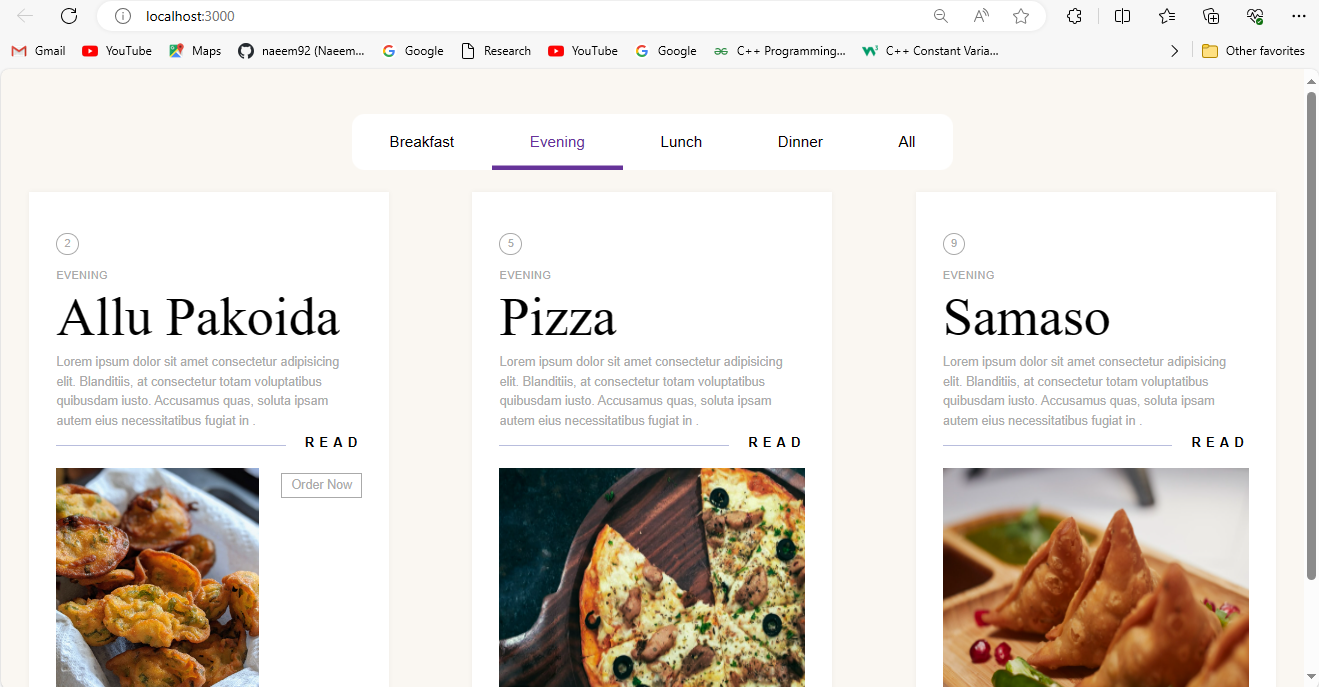 localhost:3000
Gmail YouTube Maps naeem92 (Naeem... Google Research YouTube Google C++ Programming... C++ Constant Varia... Other favorites
Breakfast Evening Lunch Dinner All
2
EVENING
Allu Pakoida
Lorem ipsum dolor sit amet consectetur adipisicing
elit. Blanditiis, at consectetur totam voluptatibus
quibusdam iusto. Accusamus quas, soluta ipsam
autem eius necessitatibus fugiat in .
READ
Order Now
5
EVENING
Pizza
Lorem ipsum dolor sit amet consectetur adipisicing
elit. Blanditiis, at consectetur totam voluptatibus
quibusdam iusto. Accusamus quas, soluta ipsam
autem eius necessitatibus fugiat in .
READ
9
EVENING
Samaso
Lorem ipsum dolor sit amet consectetur adipisicing
elit. Blanditiis, at consectetur totam voluptatibus
quibusdam iusto. Accusamus quas, soluta ipsam
autem eius necessitatibus fugiat in .
READ